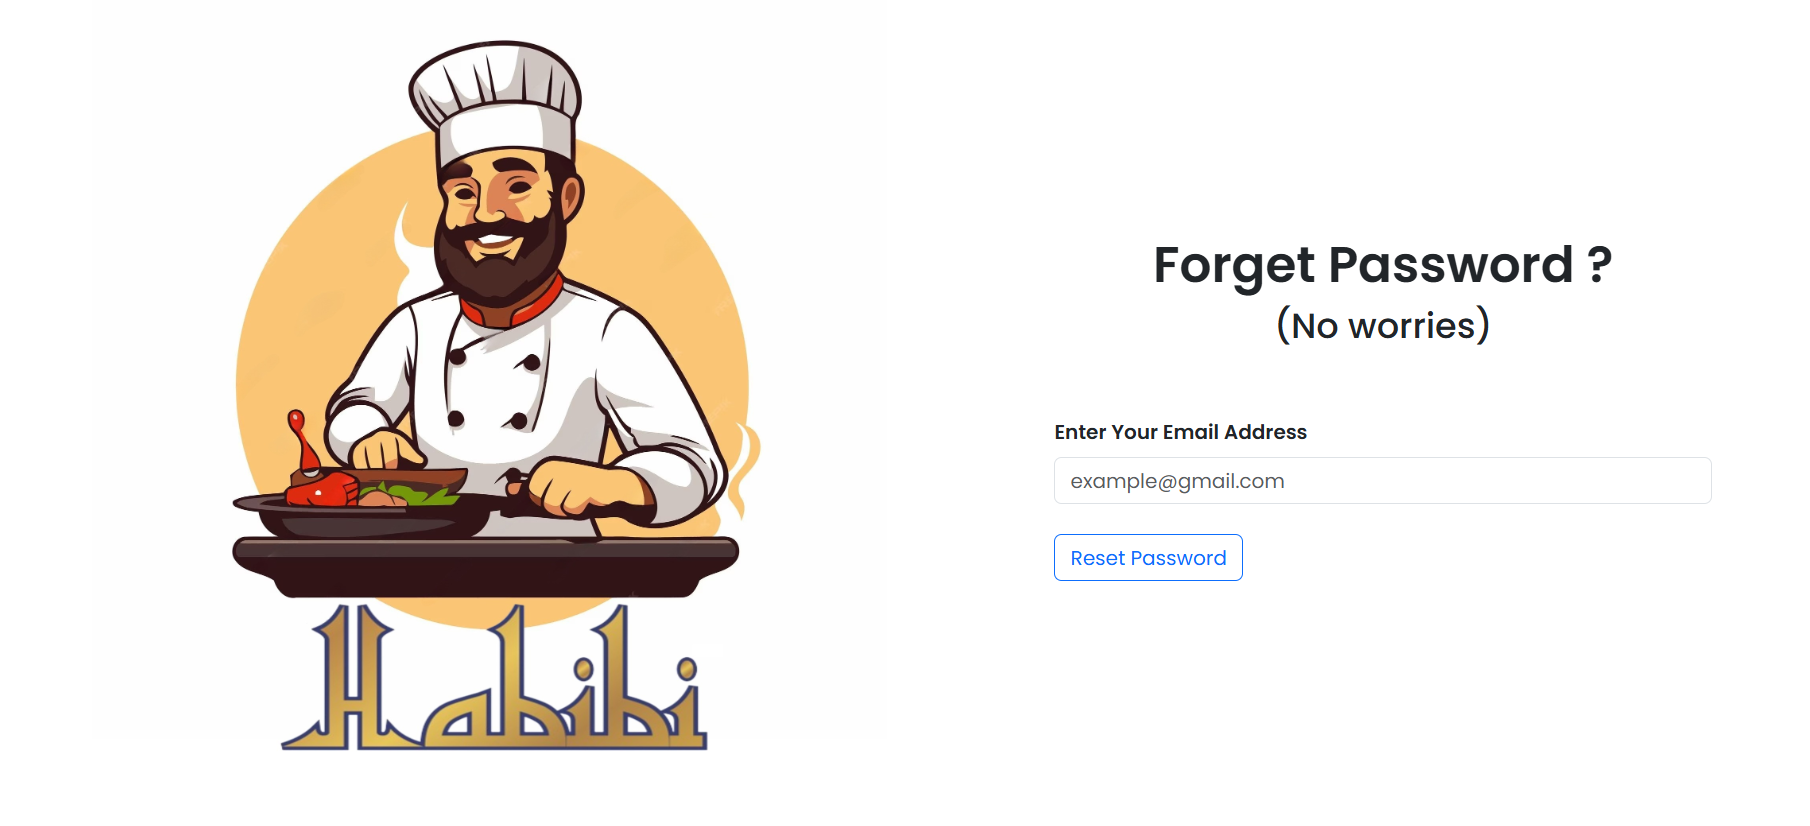 Habibi
Forget Password ?
(No worries)
Enter Your Email Address
example@gmail.com
Reset Password